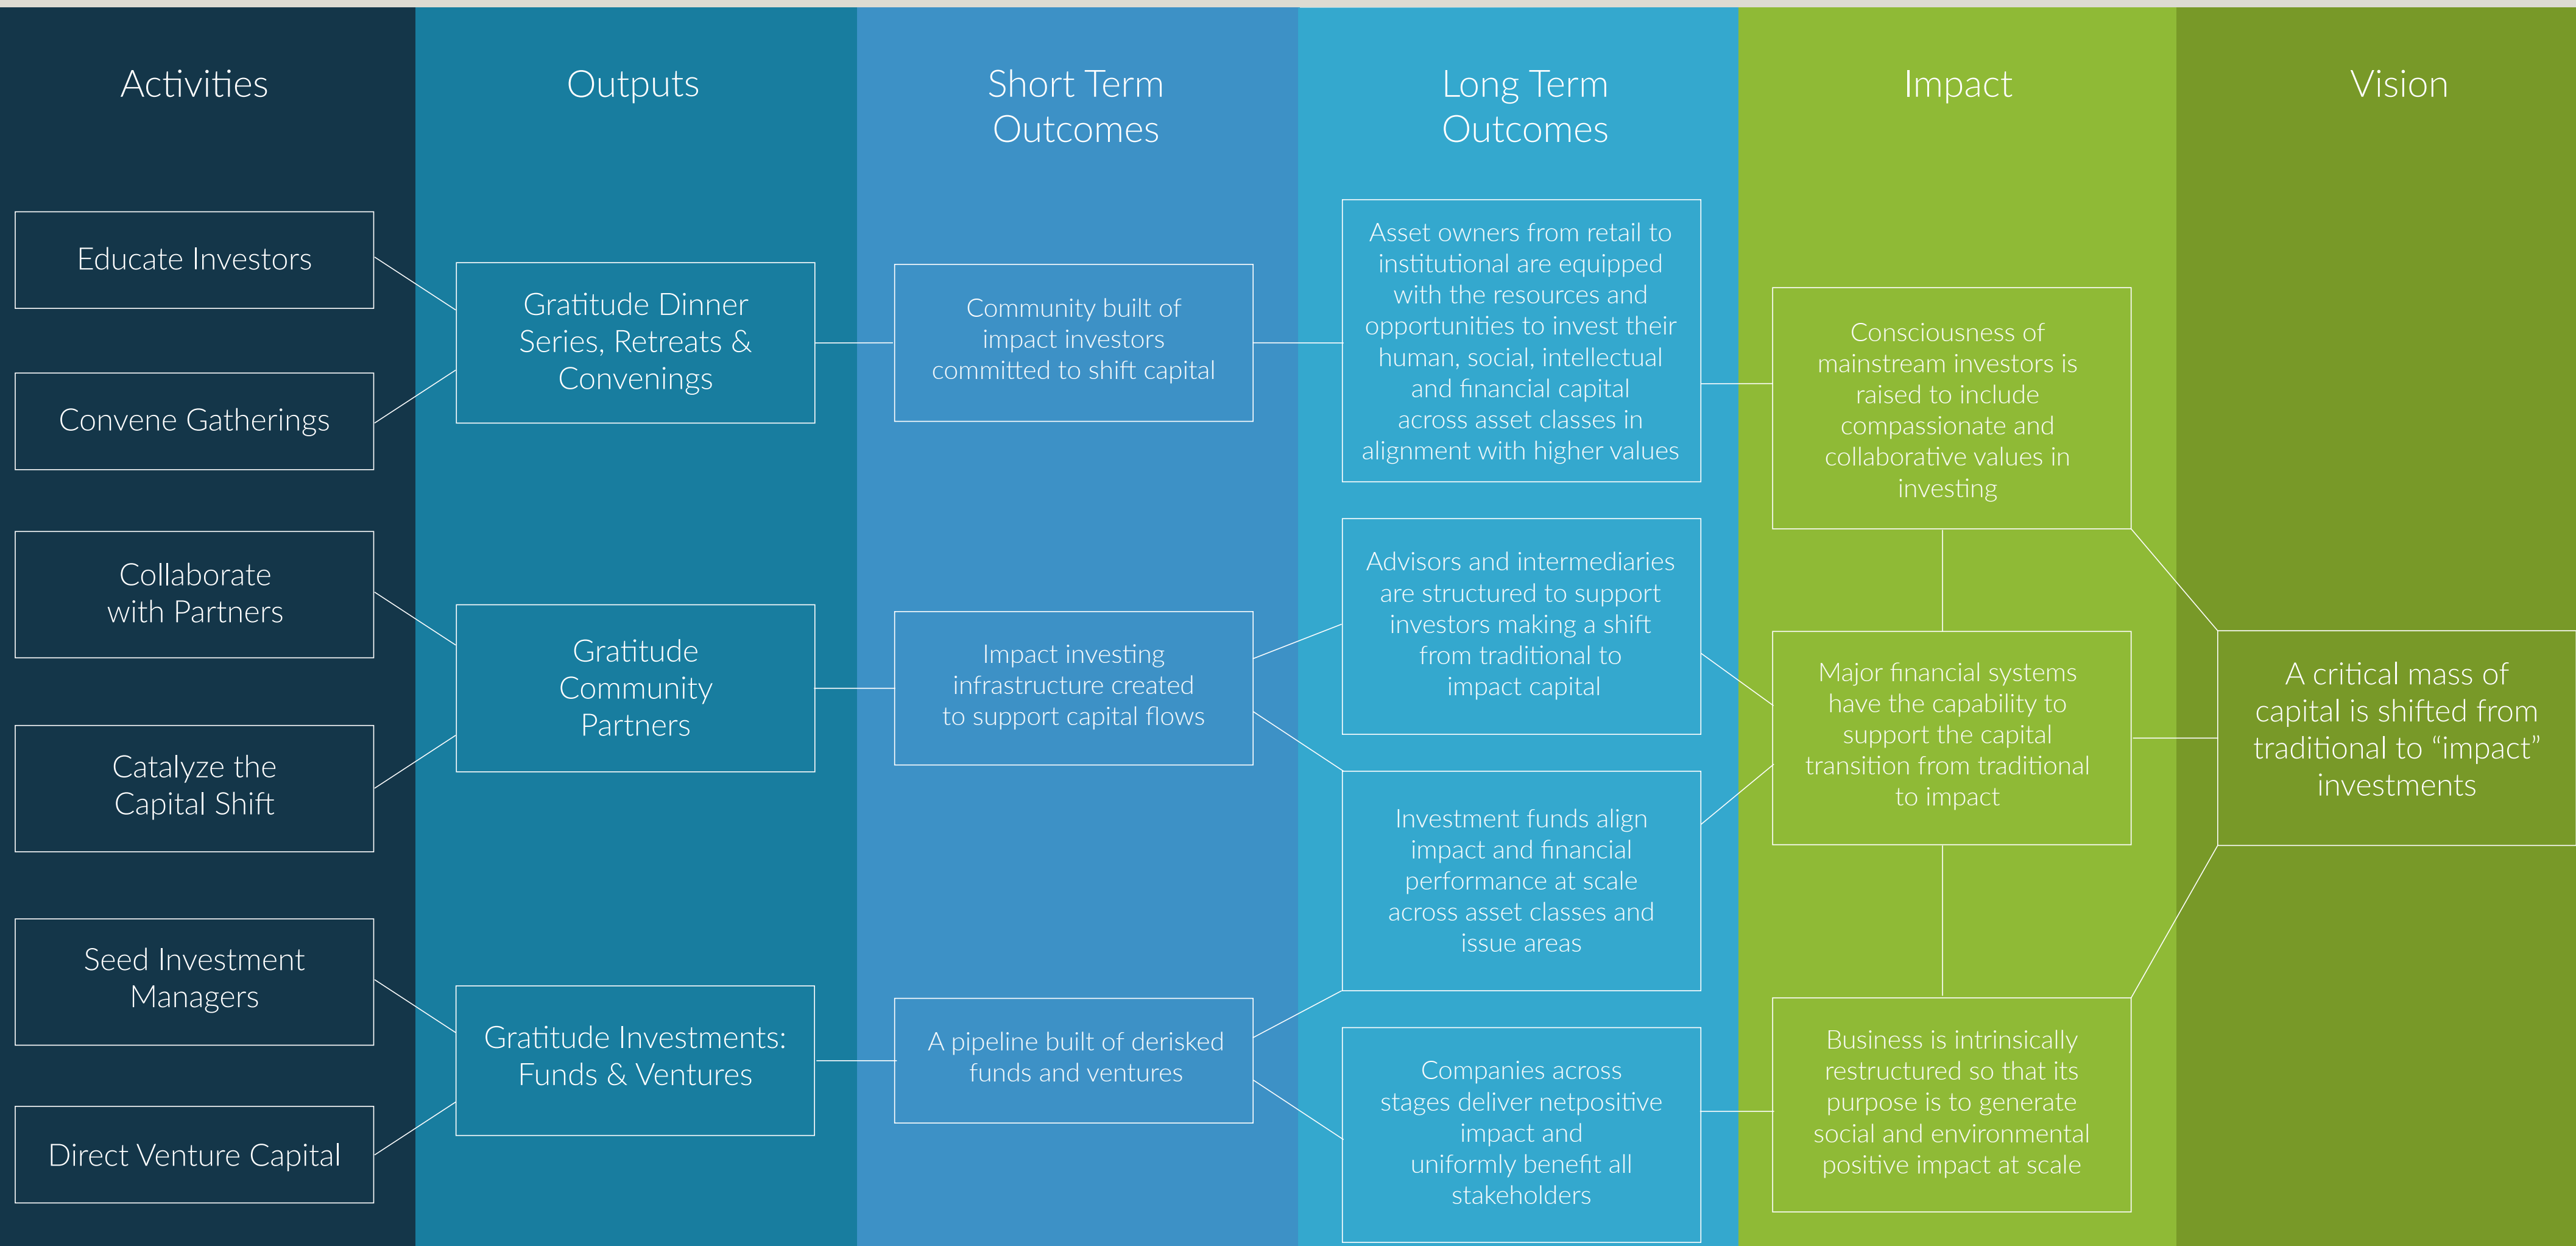 Activities
Outputs
Short Term
Outcomes
Long Term
Outcomes
Impact
Vision
Educate Investors
Convene Gatherings
Collaborate
with Partners
Catalyze the
Capital Shift
Seed Investment
Managers
Direct Venture Capital
Gratitude Dinner
Series, Retreats &
Convenings
Gratitude
Community
Partners
Gratitude Investments:
Funds & Ventures
Community built of
impact investors
committed to shift capital
Impact investing
infrastructure created
to support capital flows
A pipeline built of derisked
funds and ventures
Asset owners from retail to
institutional are equipped
with the resources and
opportunities to invest their
human, social, intellectual
and financial capital
across asset classes in
alignment with higher values
Advisors and intermediaries
are structured to support
investors making a shift
from traditional to
impact capital
Investment funds align
impact and financial
performance at scale
across asset classes and
issue areas
Companies across
stages deliver netpositive
impact and
uniformly benefit all
stakeholders
Consciousness of
mainstream investors is
raised to include
compassionate and
collaborative values in
investing
Major financial systems
have the capability to
support the capital
transition from traditional
to impact
Business is intrinsically
restructured so that its
purpose is to generate
social and environmental
positive impact at scale
A critical mass of
capital is shifted from
traditional to “impact”
investments